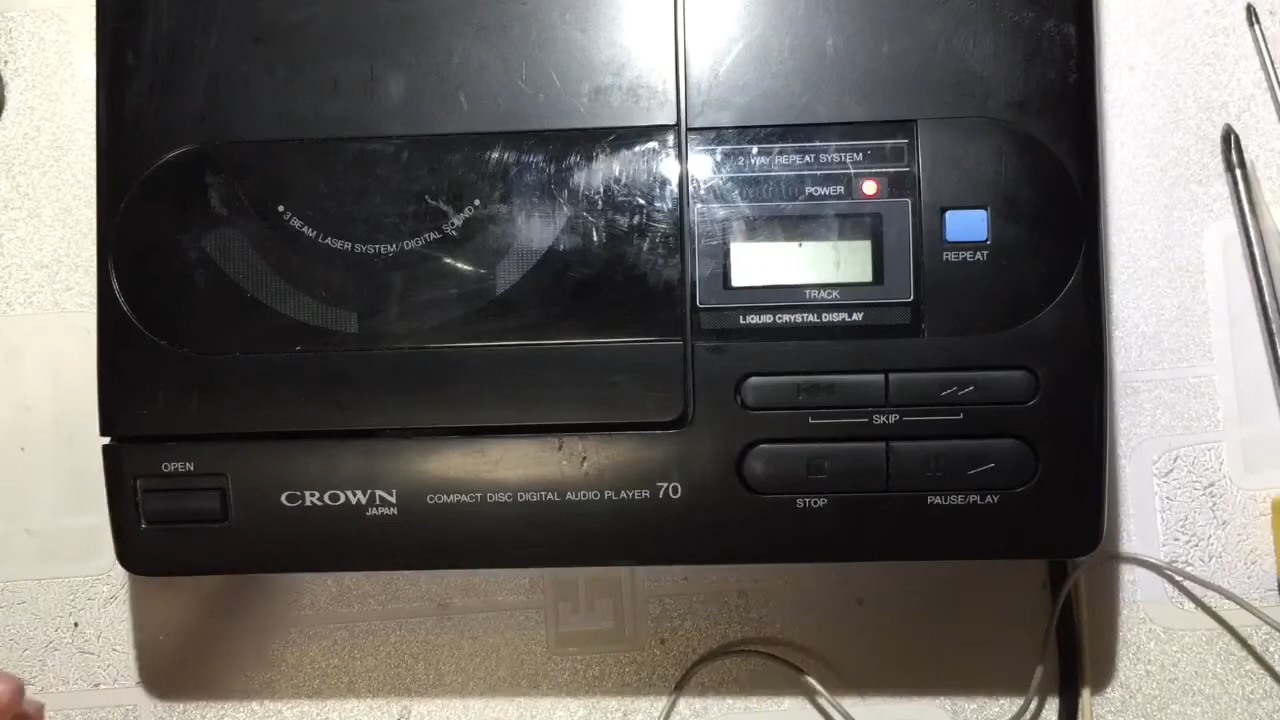 2-WAY REPEAT SYSTEM
POWER
• 3 BEAM LASER SYSTEM/DIGITAL SOUND •
REPEAT
TRACK
LIQUID CRYSTAL DISPLAY
SKIP
OPEN
CROWN
JAPAN
COMPACT DISC DIGITAL AUDIO PLAYER 70
STOP
PAUSE/PLAY